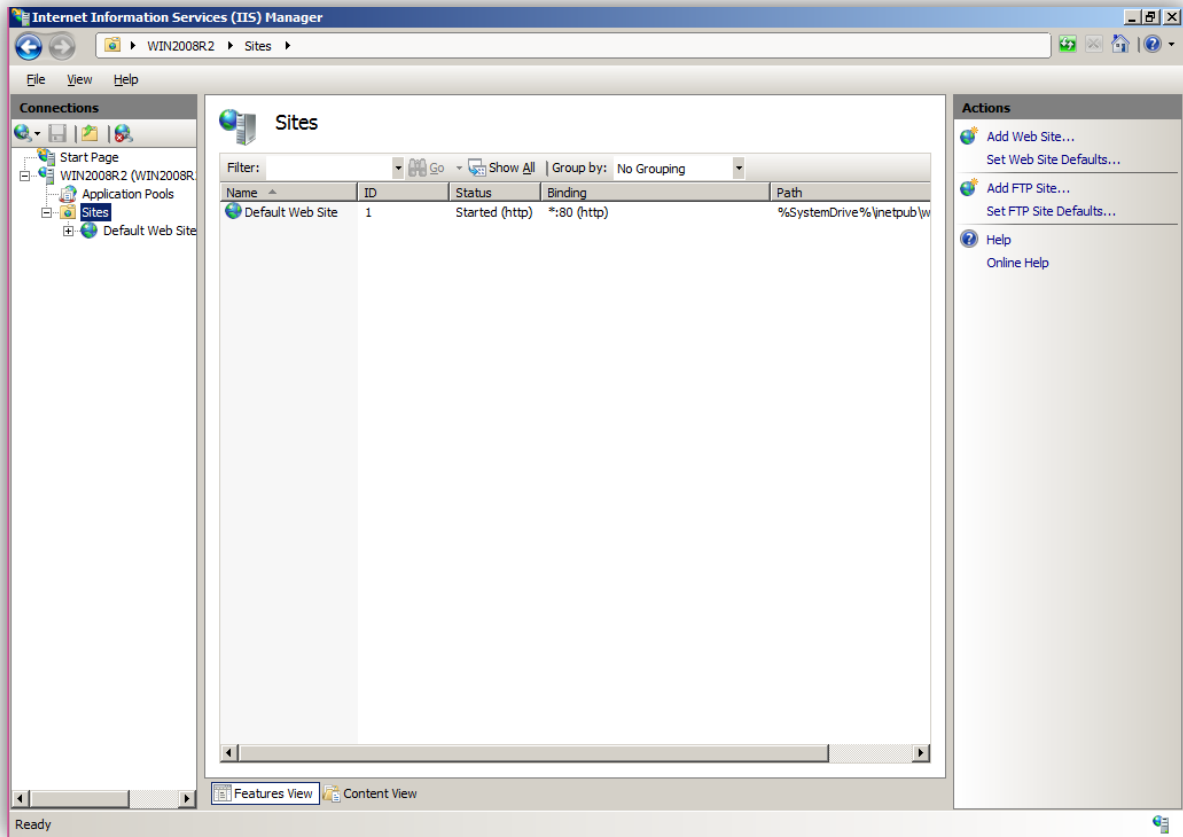 Internet Information Services (IIS) Manager
WIN2008R2 Sites
File View Help
Connections
Start Page
WIN2008R2 (WIN2008R
Application Pools
Sites
Default Web Site
Sites
Filter: Go Show All Group by: No Grouping
Name ID Status Binding Path
Default Web Site 1 Started (http) *:80 (http) %SystemDrive%\inetpub\w
Features View Content View
Actions
Add Web Site...
Set Web Site Defaults...
Add FTP Site...
Set FTP Site Defaults...
Help
Online Help
Ready